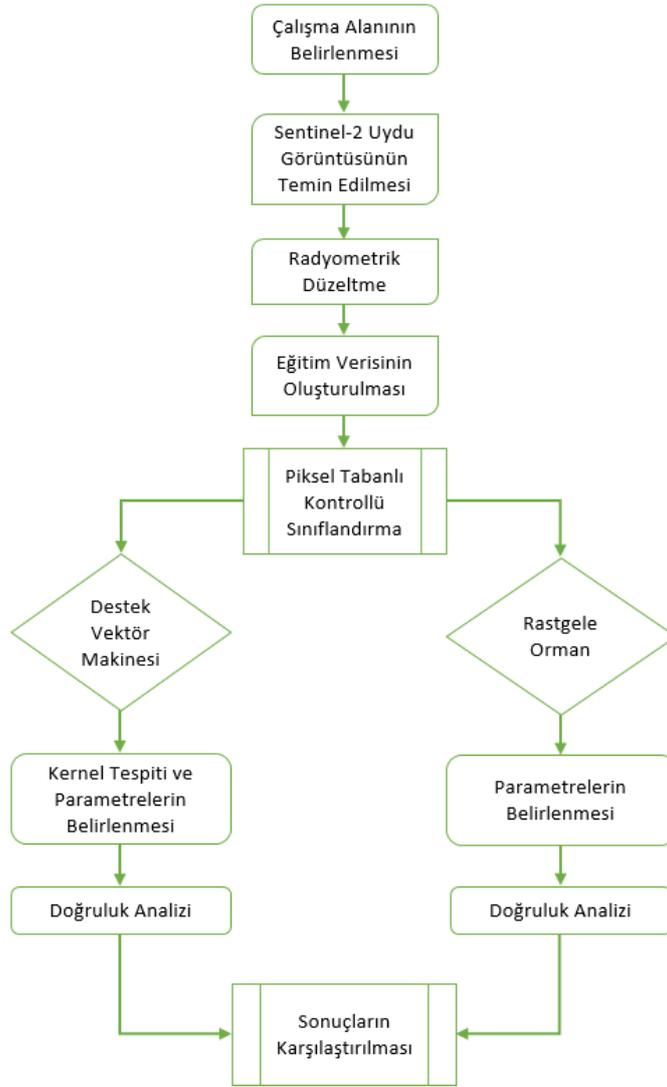 Çalışma Alanının
Belirlenmesi
Sentinel-2 Uydu
Görüntüsünün
Temin Edilmesi
Radyometrik
Düzeltme
Eğitim Verisinin
Oluşturulması
Piksel Tabanlı
Kontrollü
Sınıflandırma
Destek
Vektör
Makinesi
Rastgele
Orman
Kernel Tespiti ve
Parametrelerin
Belirlenmesi
Parametrelerin
Belirlenmesi
Doğruluk Analizi
Doğruluk Analizi
Sonuçların
Karşılaştırılması